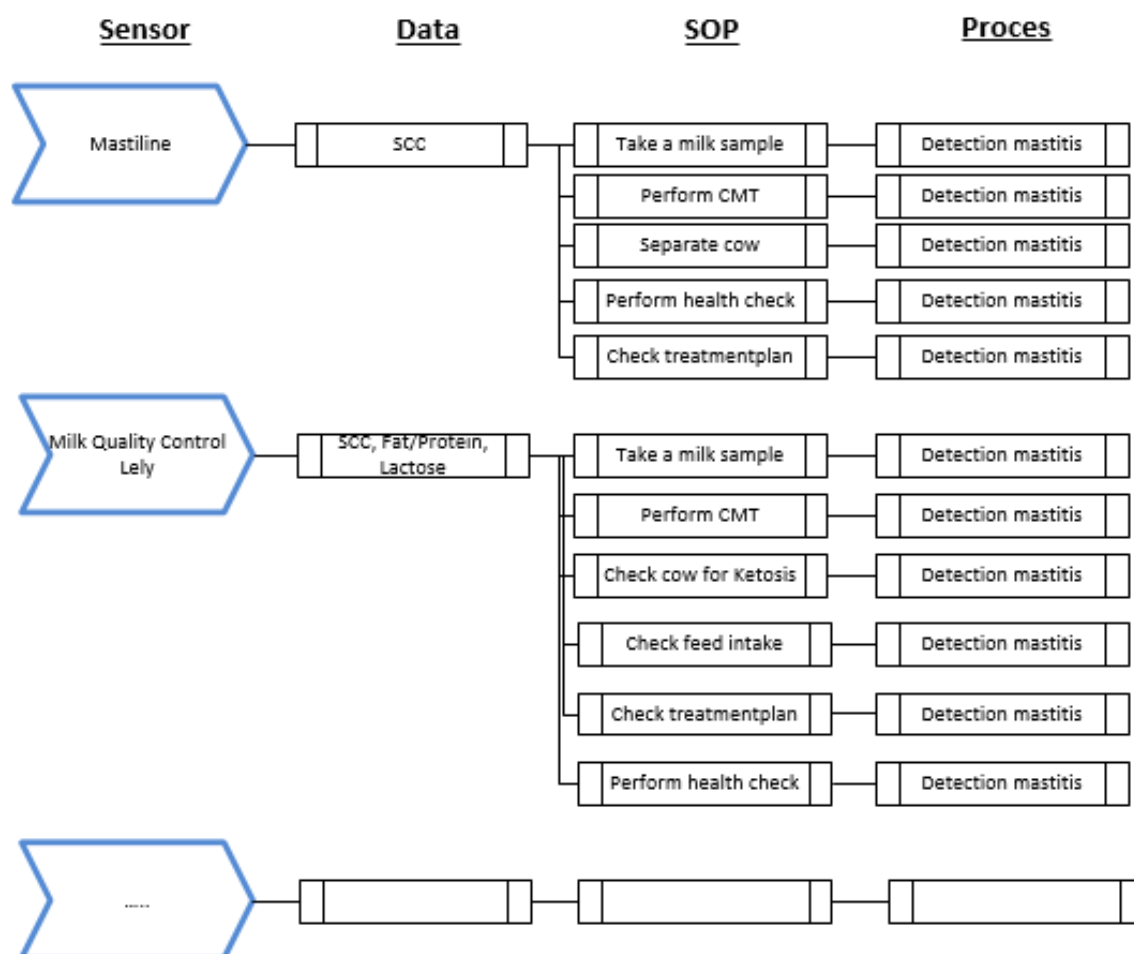 Sensor Data SOP Proces
Mastiline SCC Take a milk sample Detection mastitis
Perform CMT Detection mastitis
Separate cow Detection mastitis
Perform health check Detection mastitis
Check treatmentplan Detection mastitis
Milk Quality Control
Lely
SCC, Fat/Protein,
Lactose
Take a milk sample Detection mastitis
Perform CMT Detection mastitis
Check cow for Ketosis Detection mastitis
Check feed intake Detection mastitis
Check treatmentplan Detection mastitis
Perform health check Detection mastitis
......